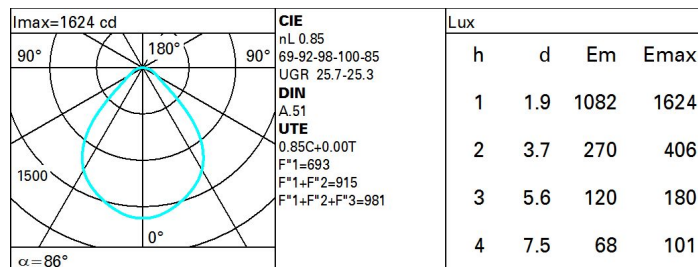 Imax=1624 cd
90° 180° 90°
1500
0°
α=86°
CIE
nL 0.85
69-92-98-100-85
UGR 25.7-25.3
DIN
A.51
UTE
0.85C+0.00T
F"1=693
F"1+F"2=915
F"1+F"2+F"3=981
Lux
h d Em Emax
1 1.9 1082 1624
2 3.7 270 406
3 5.6 120 180
4 7.5 68 101